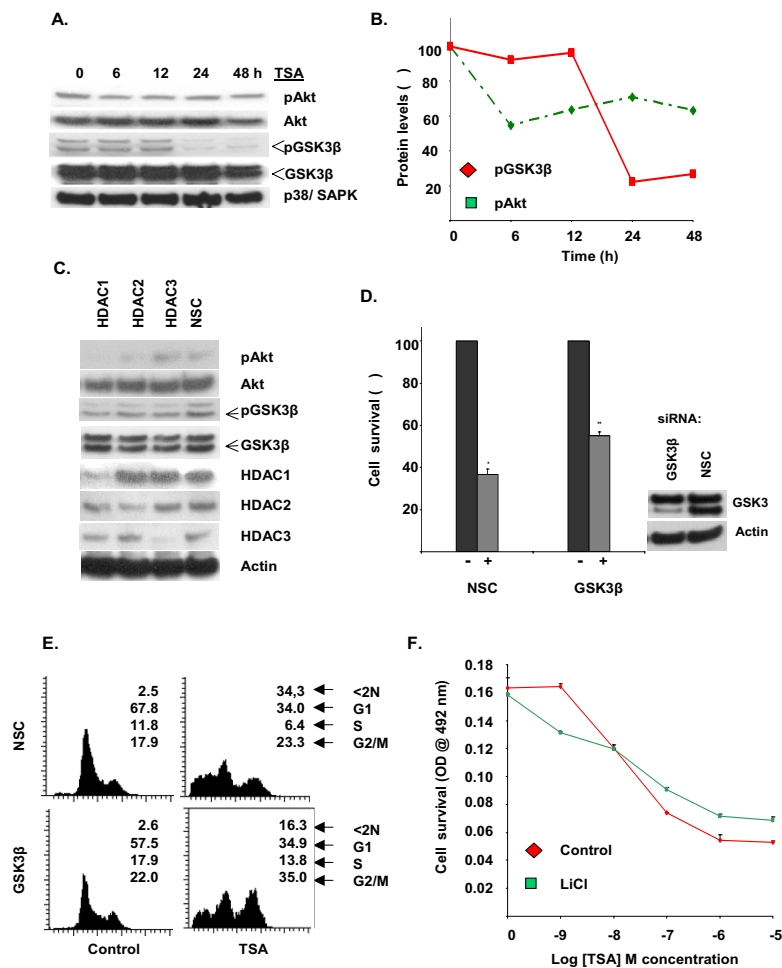 A.
0 6 12 24 48 h TSA
pAkt
Akt
pGSK3β
GSK3β
p38/ SAPK
B.
Protein levels ( )
100
80
60
40
20
pGSK3β
pAkt
0 6 12 24 48
Time (h)
C.
HDAC1 HDAC2 HDAC3 NSC
pAkt
Akt
pGSK3β
GSK3β
HDAC1
HDAC2
HDAC3
Actin
D.
Cell survival ( )
100
80
60
40
20
*
**
- + - +
NSC GSK3β
siRNA:
GSK3β NSC
GSK3
Actin
E.
NSC
2.5
67.8
11.8
17.9
34,3 <2N
34.0 G1
6.4 S
23.3 G2/M
GSK3β
2.6
57.5
17.9
22.0
16.3 <2N
34.9 G1
13.8 S
35.0 G2/M
Control TSA
F.
Cell survival (OD @ 492 nm)
0.18
0.16
0.12
0.12
0.08
0.08
0.04
0.02
Control
LiCl
0 -9 -8 -7 -6 -5
Log [TSA] M concentration